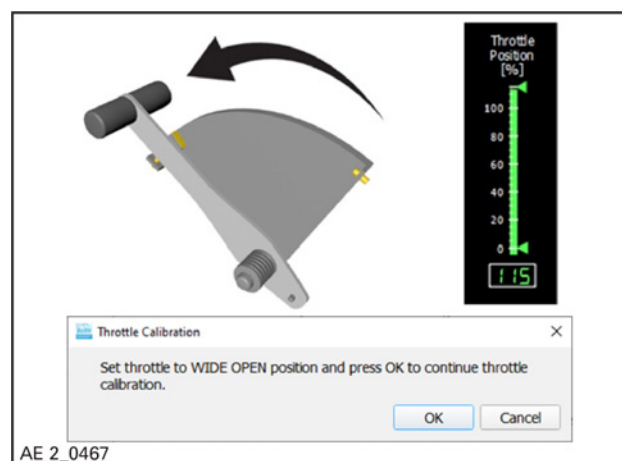 Throttle
Position
[%]
100
80
60
40
20
0
115
Throttle Calibration
Set throttle to WIDE OPEN position and press OK to continue throttle
calibration.
OK Cancel
AE 2_0467